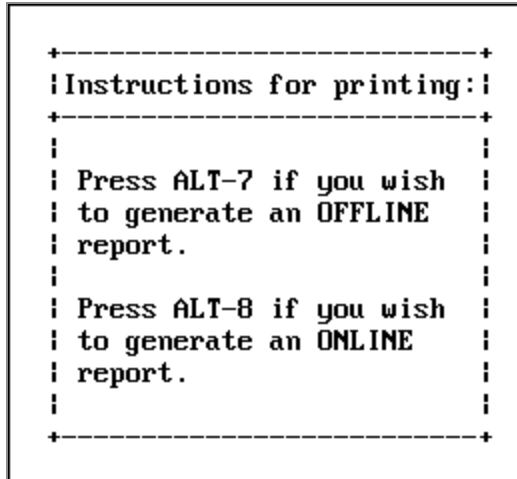 Instructions for printing:
Press ALT-7 if you wish
to generate an OFFLINE
report.
Press ALT-8 if you wish
to generate an ONLINE
report.